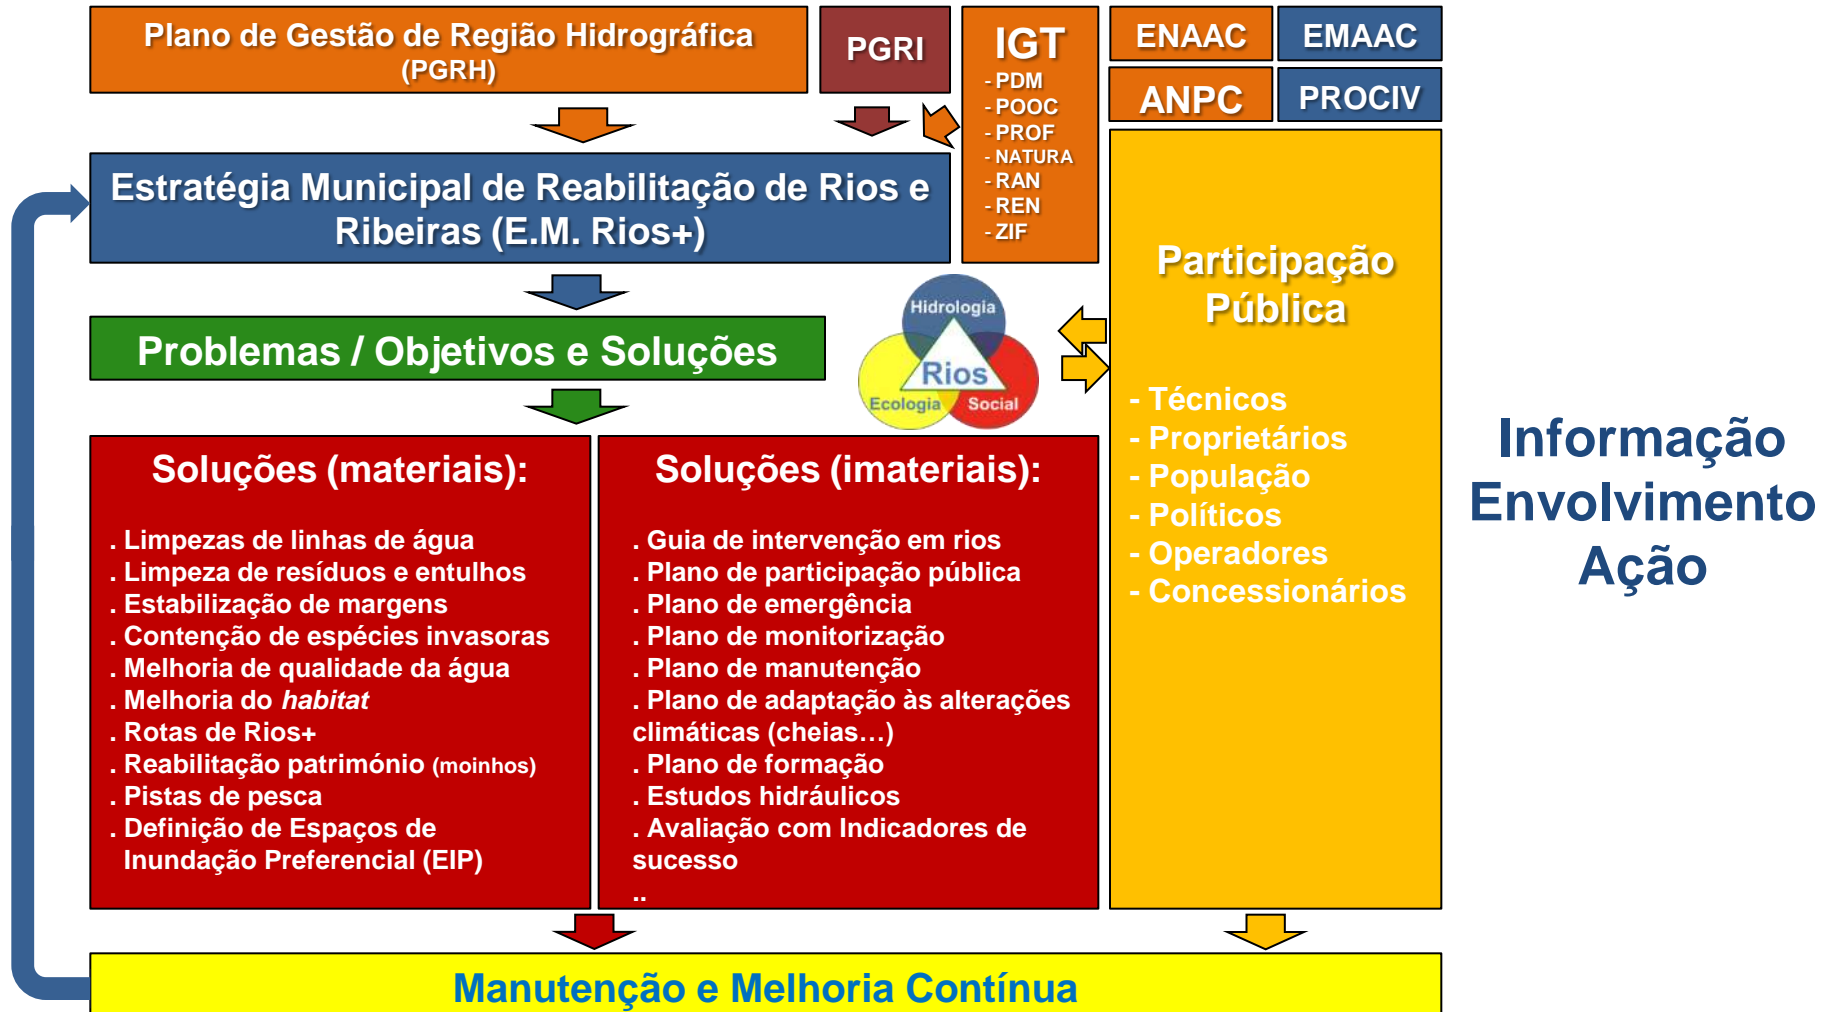 Plano de Gestão de Região Hidrográfica
(PGRH)
PGRI
IGT
- PDM
- POOC
- PROF
- NATURA
- RAN
- REN
- ZIF
ENAAC
EMAAC
ANPC
PROCIV
Estratégia Municipal de Reabilitação de Rios e
Ribeiras (E.M. Rios+)
Problemas / Objetivos e Soluções
Hidrologia
Rios
Ecologia
Social
Participação
Pública
- Técnicos
- Proprietários
- População
- Políticos
- Operadores
- Concessionários
Informação
Envolvimento
Ação
Soluções (materiais):
. Limpezas de linhas de água
. Limpeza de resíduos e entulhos
. Estabilização de margens
. Contenção de espécies invasoras
. Melhoria de qualidade da água
. Melhoria do habitat
. Rotas de Rios+
. Reabilitação património (moinhos)
. Pistas de pesca
. Definição de Espaços de
Inundação Preferencial (EIP)
Soluções (imateriais):
. Guia de intervenção em rios
. Plano de participação pública
. Plano de emergência
. Plano de monitorização
. Plano de manutenção
. Plano de adaptação às alterações
climáticas (cheias…)
. Plano de formação
. Estudos hidráulicos
. Avaliação com Indicadores de
sucesso
..
Manutenção e Melhoria Contínua